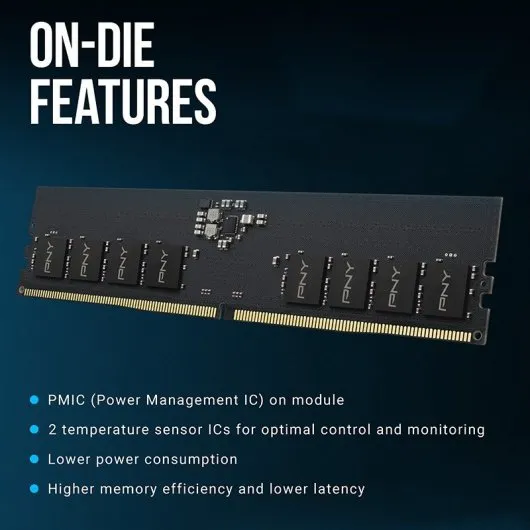 ON-DIE
FEATURES
PNY PNY PNY PNY PNY PNY PNY PNY
PMIC (Power Management IC) on module
2 temperature sensor ICs for optimal control and monitoring
Lower power consumption
Higher memory efficiency and lower latency